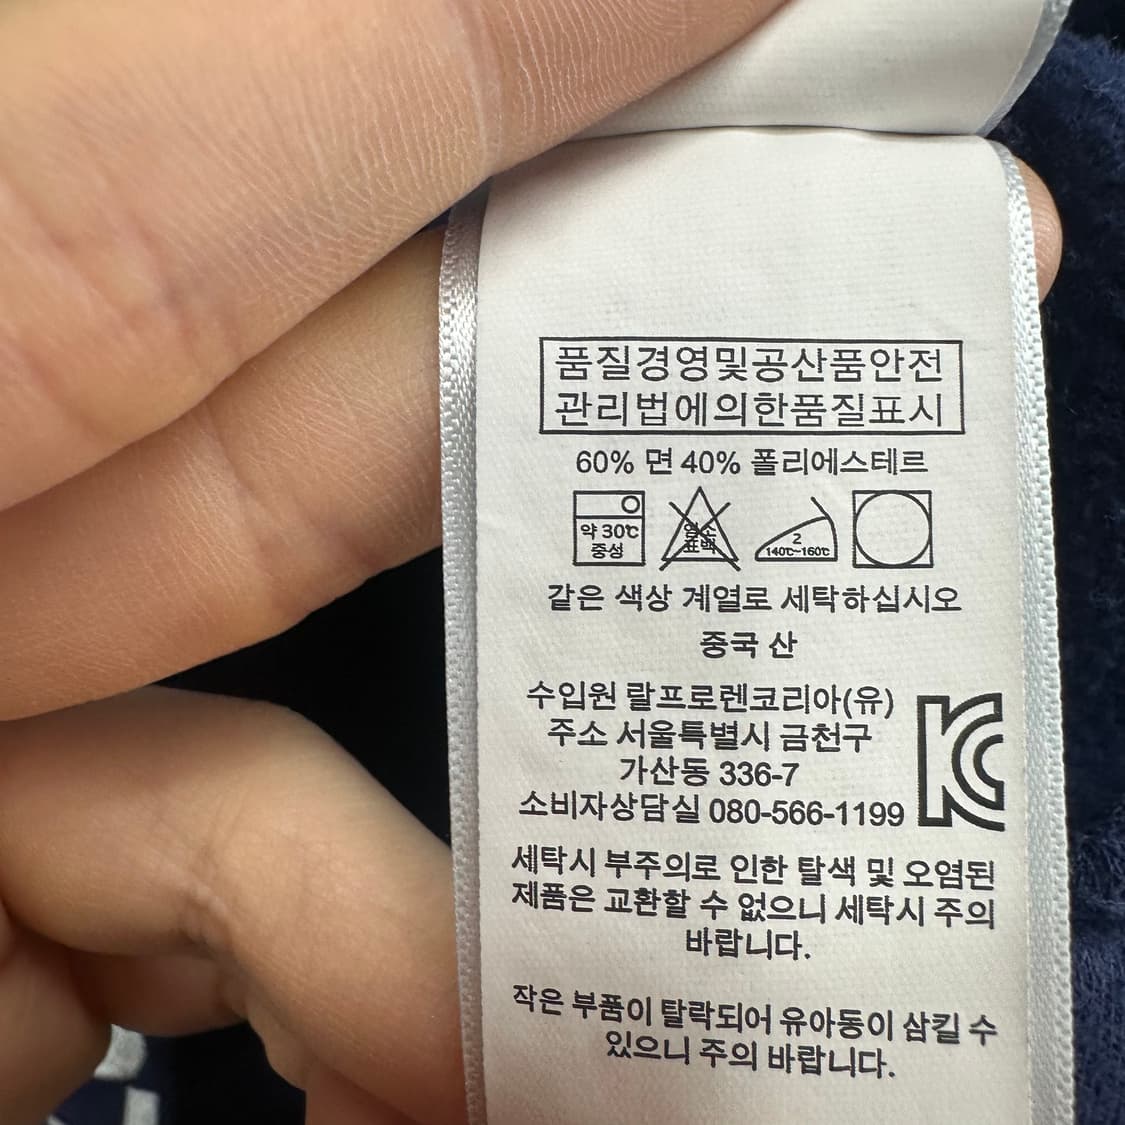 품질경영및공산품안전
관리법에의한품질표시
60% 면 40% 폴리에스테르
약 30℃
중성
염소
표백
2
140℃~160℃
같은 색상 계열로 세탁하십시오
중국 산
수입원 랄프로렌코리아(유)
주소 서울특별시 금천구
가산동 336-7
소비자상담실 080-566-1199
세탁시 부주의로 인한 탈색 및 오염된
제품은 교환할 수 없으니 세탁시 주의
바랍니다.
작은 부품이 탈락되어 유아동이 삼킬 수
있으니 주의 바랍니다.